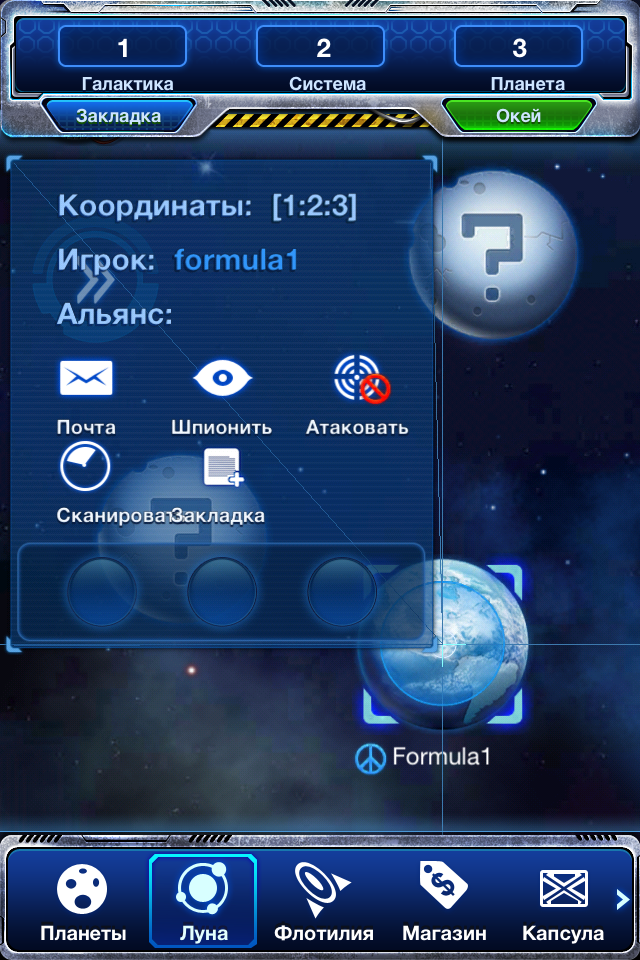 1 2 3
Галактика Система Планета
Закладка Окей
Координаты: [1:2:3]
Игрок: formula1
Альянс:
Почта Шпионить Атаковать
Сканировать Закладка
Formula1
Планеты Луна Флотилия Магазин Капсула